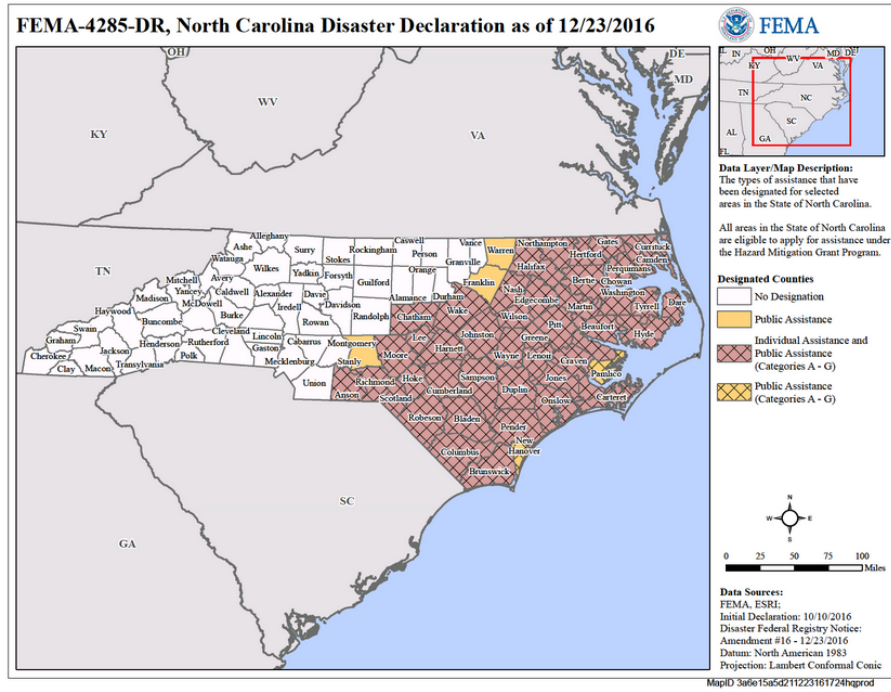 FEMA-4285-DR, North Carolina Disaster Declaration as of 12/23/2016
FEMA
OH
WV
KY
VA
DE
MD
TN
SC
GA
Alleghany
Ashe
Surry
Stokes
Rockingham
Caswell
Person
Vance
Granville
Warren
Northampton
Gates
Hertford
Currituck
Camden
Perquimans
Chowan
Halifax
Bertie
Washington
Tyrrell
Dare
Watauga
Wilkes
Yadkin
Forsyth
Guilford
Orange
Alamance
Durham
Franklin
Nash
Edgecombe
Martin
Mitchell
Avery
Yancey
Caldwell
Alexander
Davie
Davidson
Iredell
Randolph
Chatham
Wake
Wilson
Pitt
Beaufort
Hyde
Madison
McDowell
Burke
Rowan
Haywood
Buncombe
Swain
Graham
Cherokee
Clay
Macon
Jackson
Transylvania
Henderson
Polk
Rutherford
Cleveland
Lincoln
Gaston
Mecklenburg
Cabarrus
Montgomery
Stanly
Union
Anson
Richmond
Moore
Lee
Harnett
Johnston
Greene
Wayne
Lenoir
Craven
Pamlico
Jones
Carteret
Onslow
Duplin
Sampson
Cumberland
Hoke
Scotland
Robeson
Bladen
Pender
New
Hanover
Columbus
Brunswick
IL
IN
OH
WV
MD
DE
KY
VA
TN
NC
SC
AL
GA
FL
Data Layer/Map Description:
The types of assistance that have
been designated for selected
areas in the State of North Carolina.
All areas in the State of North Carolina
are eligible to apply for assistance under
the Hazard Mitigation Grant Program.
Designated Counties
No Designation
Public Assistance
Individual Assistance and
Public Assistance
(Categories A - G)
Public Assistance
(Categories A - G)
N
W
E
S
0 25 50 75 100
Miles
Data Sources:
FEMA, ESRI;
Initial Declaration: 10/10/2016
Disaster Federal Registry Notice:
Amendment #16 - 12/23/2016
Datum: North American 1983
Projection: Lambert Conformal Conic
MapID 3a6e15a5d211223161724hqprod